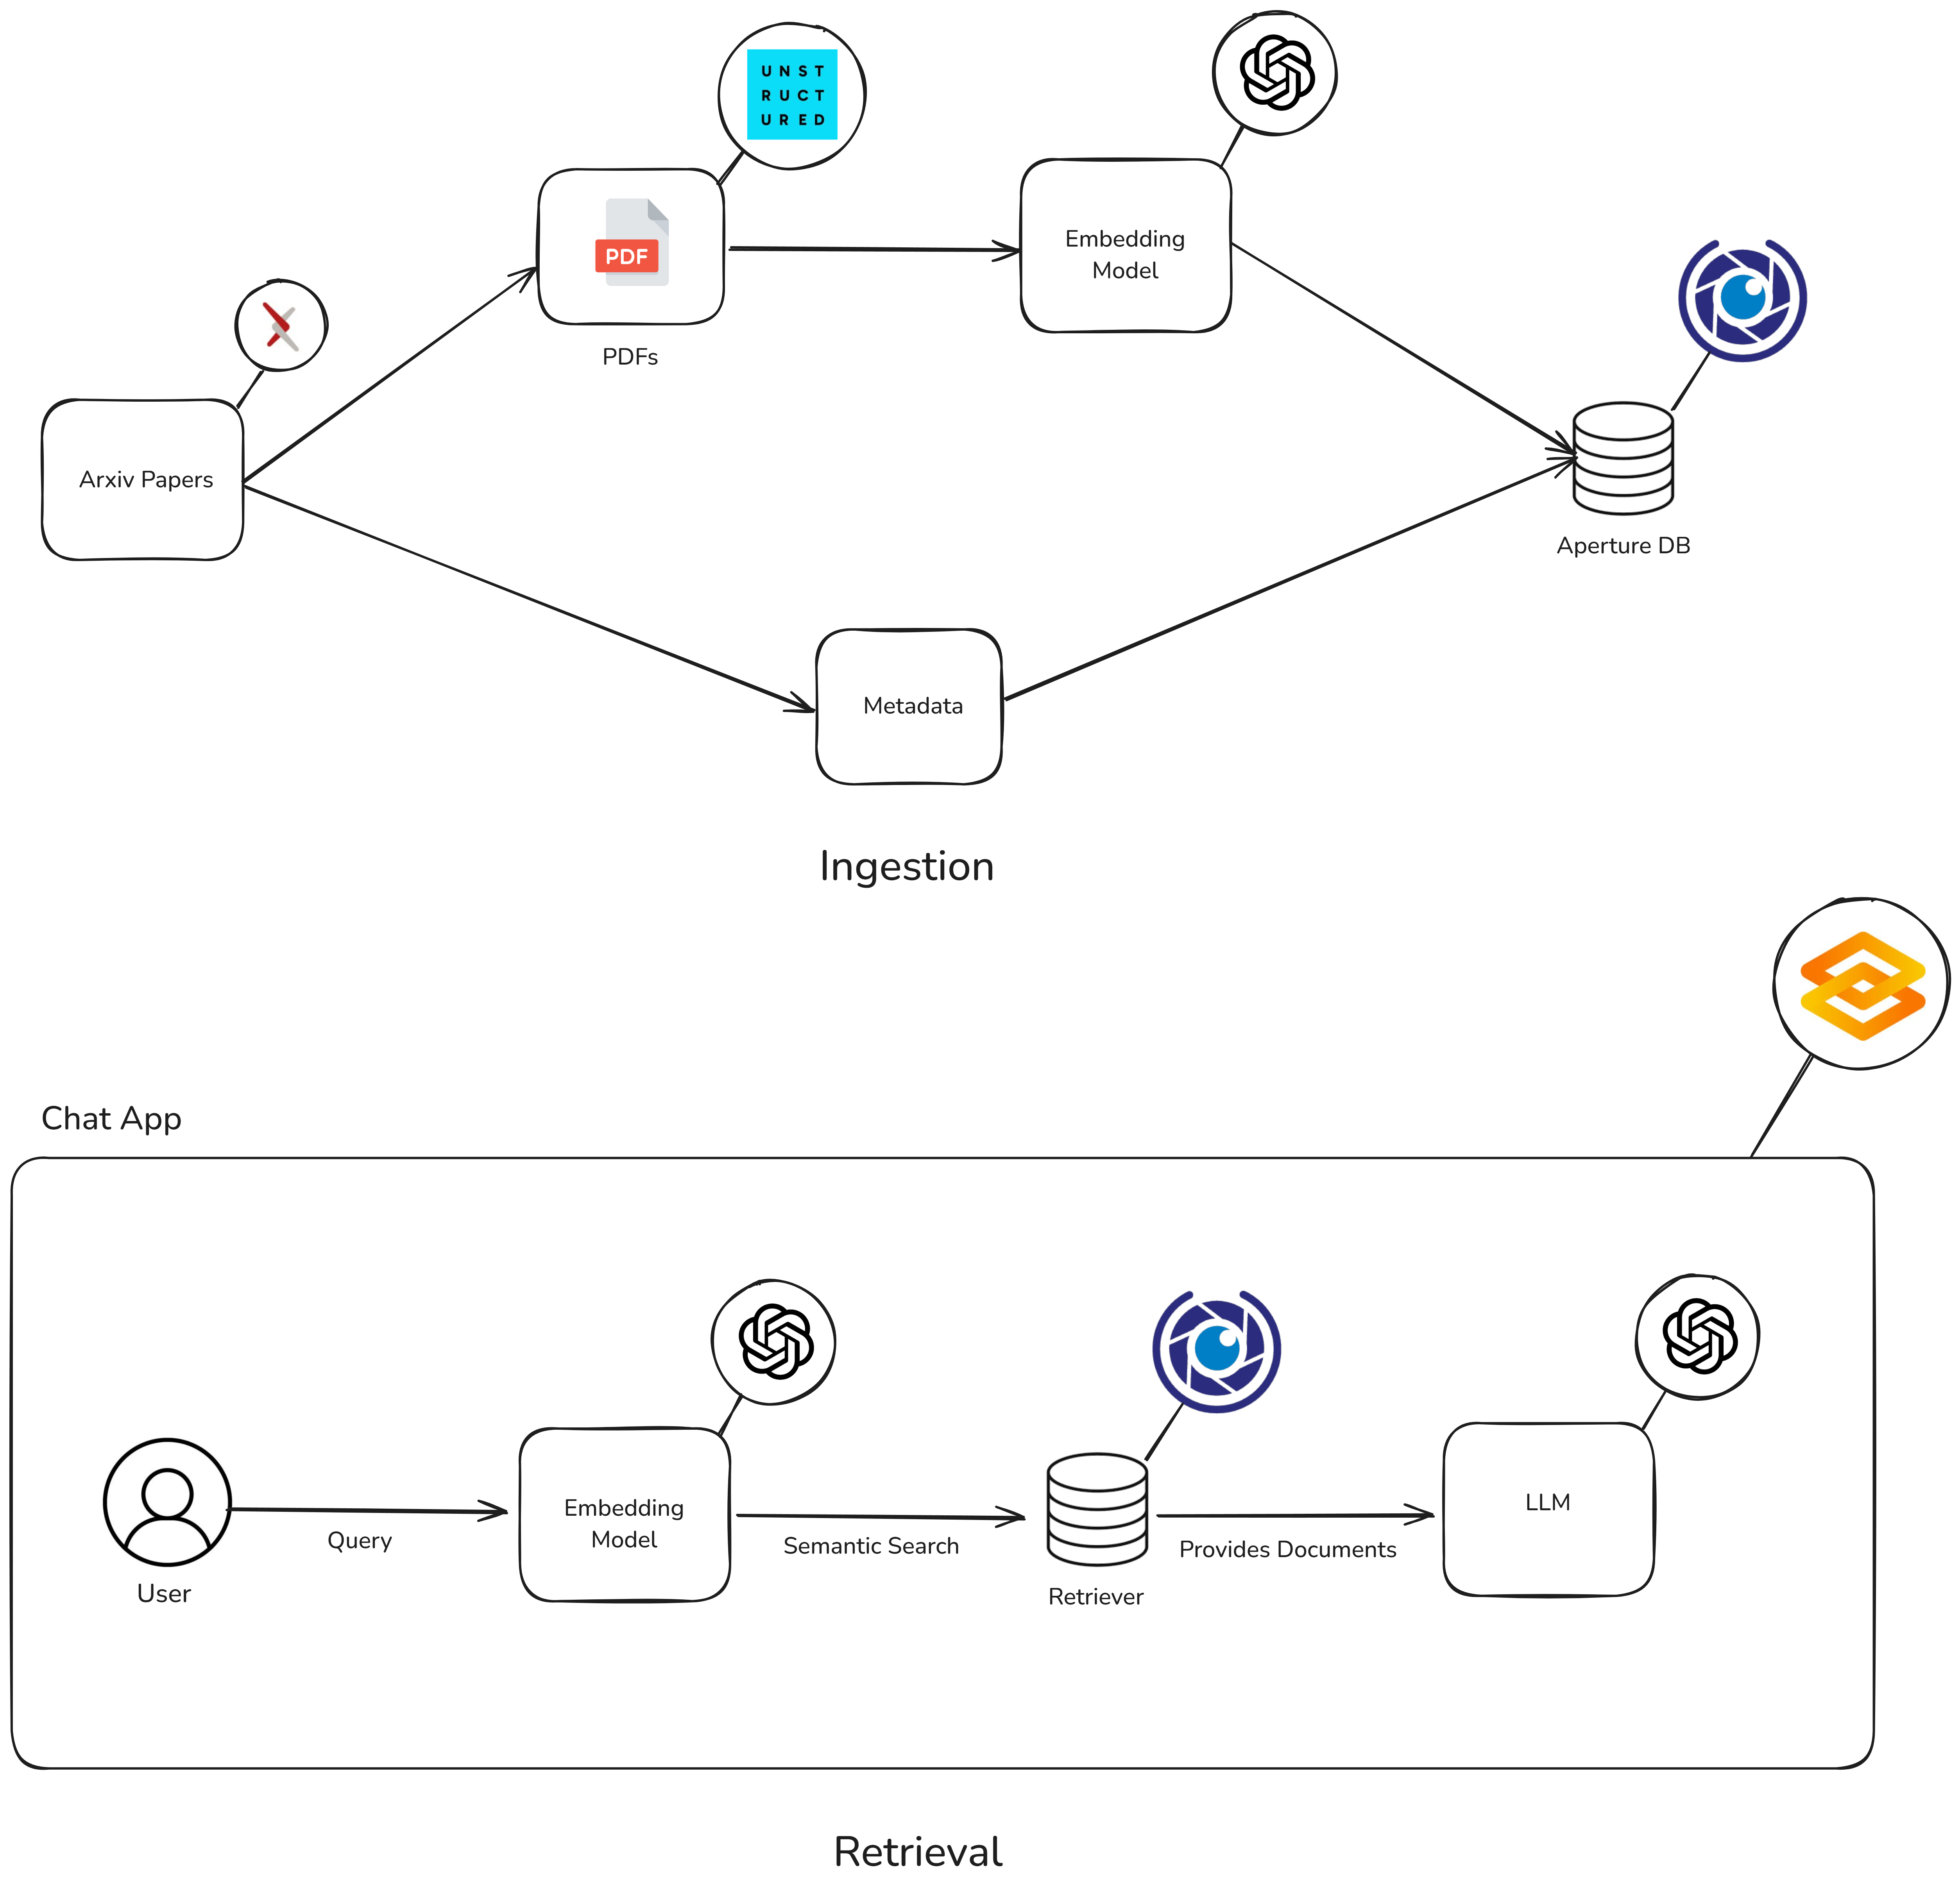 UNST
RUCT
URED
PDF
PDFs
Embedding
Model
Arxiv Papers
Aperture DB
Metadata
Ingestion
Chat App
Embedding
Model
LLM
Query
Semantic Search
Provides Documents
User
Retriever
Retrieval